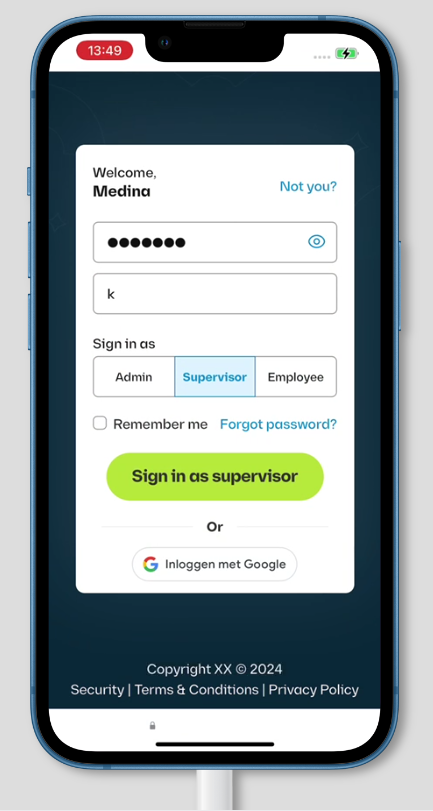 13:49
Welcome,
Medina
Not you?
●●●●●●●
k
Sign in as
Admin Supervisor Employee
Remember me Forgot password?
Sign in as supervisor
Or
Inloggen met Google
Copyright XX © 2024
Security | Terms & Conditions | Privacy Policy